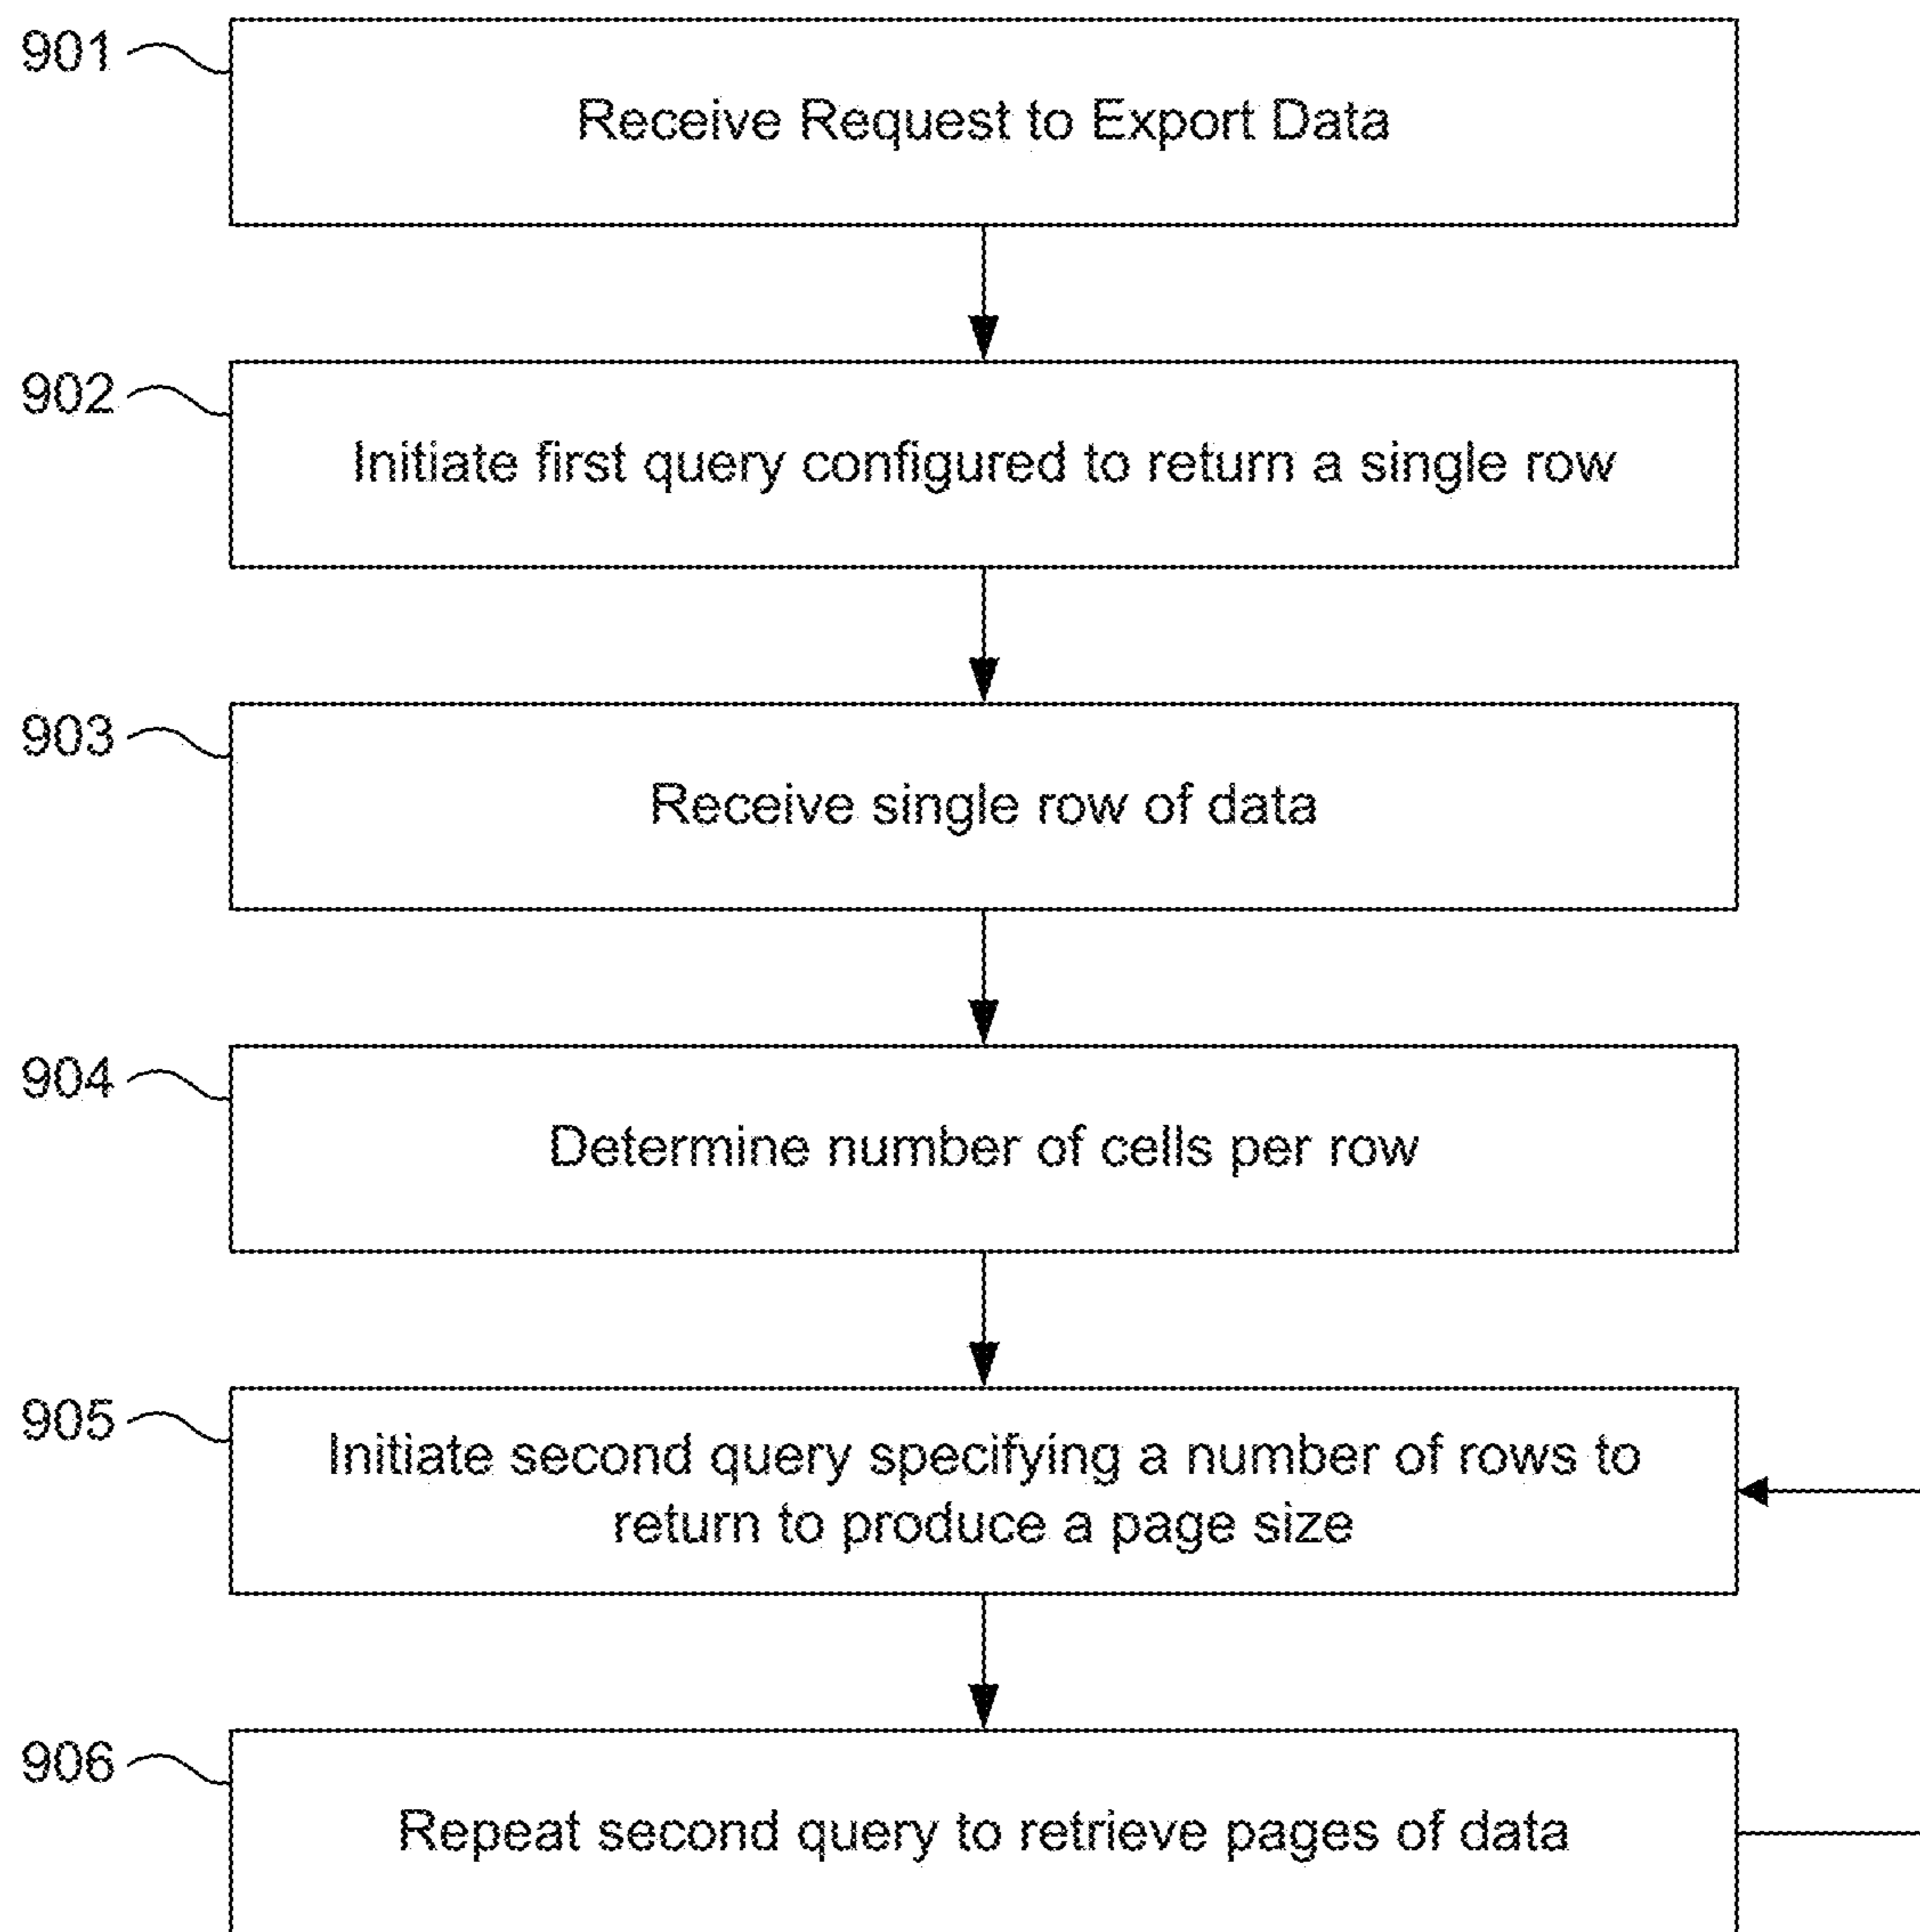 901
Receive Request to Export Data
902
Initiate first query configured to return a single row
903
Receive single row of data
904
Determine number of cells per row
905
Initiate second query specifying a number of rows to
return to produce a page size
906
Repeat second query to retrieve pages of data